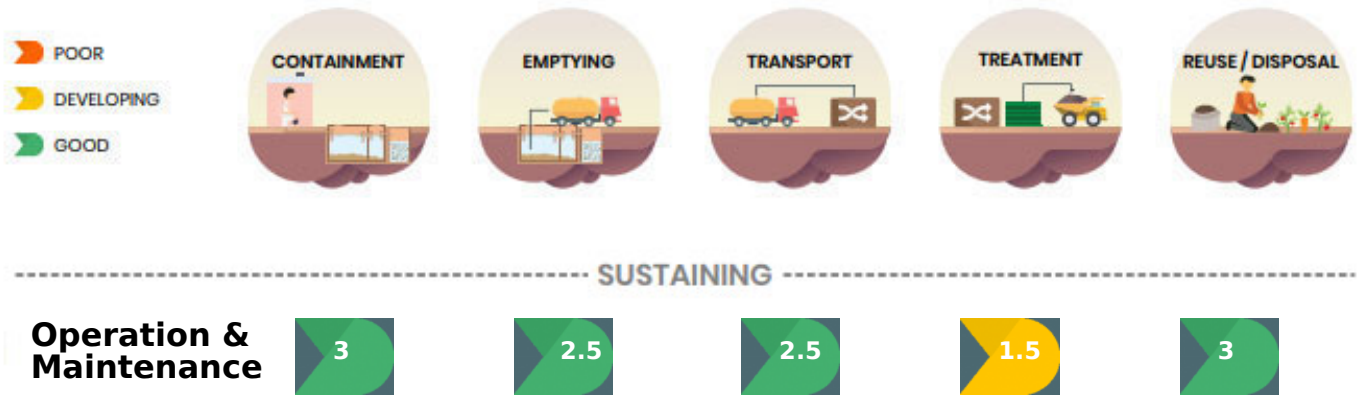 POOR
DEVELOPING
GOOD
CONTAINMENT
EMPTYING
TRANSPORT
TREATMENT
REUSE / DISPOSAL
SUSTAINING
Operation &
Maintenance
3
2.5
2.5
1.5
3